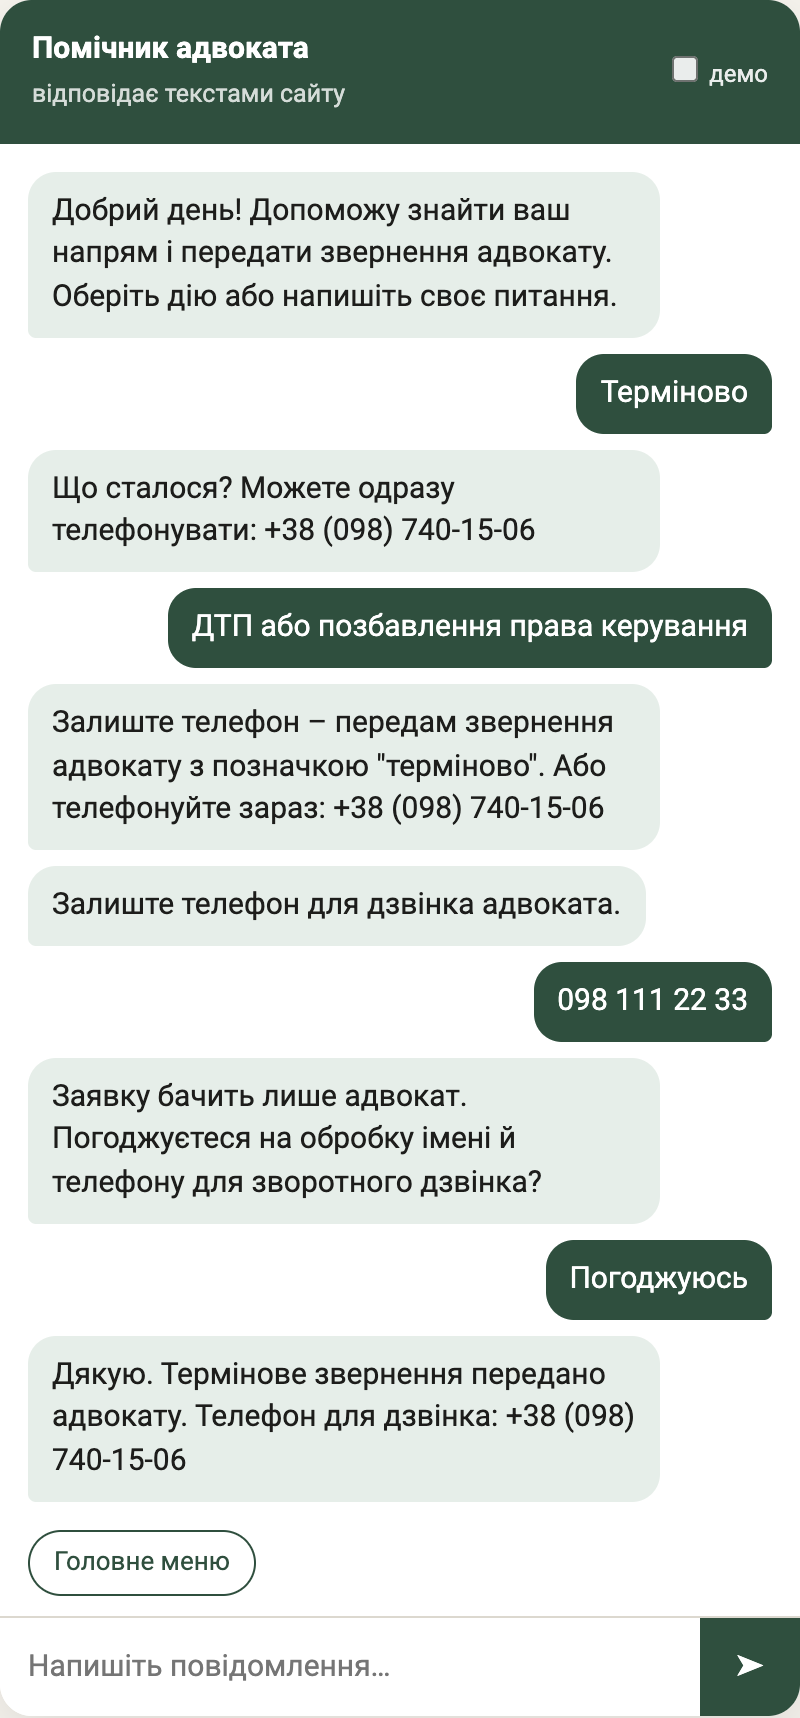 Помічник адвоката
відповідає текстами сайту
демо
Добрий день! Допоможу знайти ваш
напрям і передати звернення адвокату.
Оберіть дію або напишіть своє питання.
Терміново
Що сталося? Можете одразу
телефонувати: +38 (098) 740-15-06
ДТП або позбавлення права керування
Залиште телефон – передам звернення
адвокату з позначкою "терміново". Або
телефонуйте зараз: +38 (098) 740-15-06
Залиште телефон для дзвінка адвоката.
098 111 22 33
Заявку бачить лише адвокат.
Погоджуєтеся на обробку імені й
телефону для зворотного дзвінка?
Погоджуюсь
Дякую. Термінове звернення передано
адвокату. Телефон для дзвінка: +38 (098)
740-15-06
Головне меню
Напишіть повідомлення...